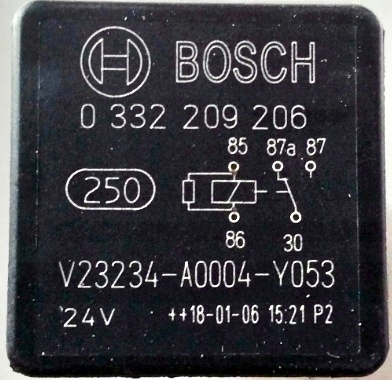 BOSCH
0 332 209 206
85 87a 87
250
86 30
V23234-A0004-Y053
24V ++18-01-06 15:21 P2